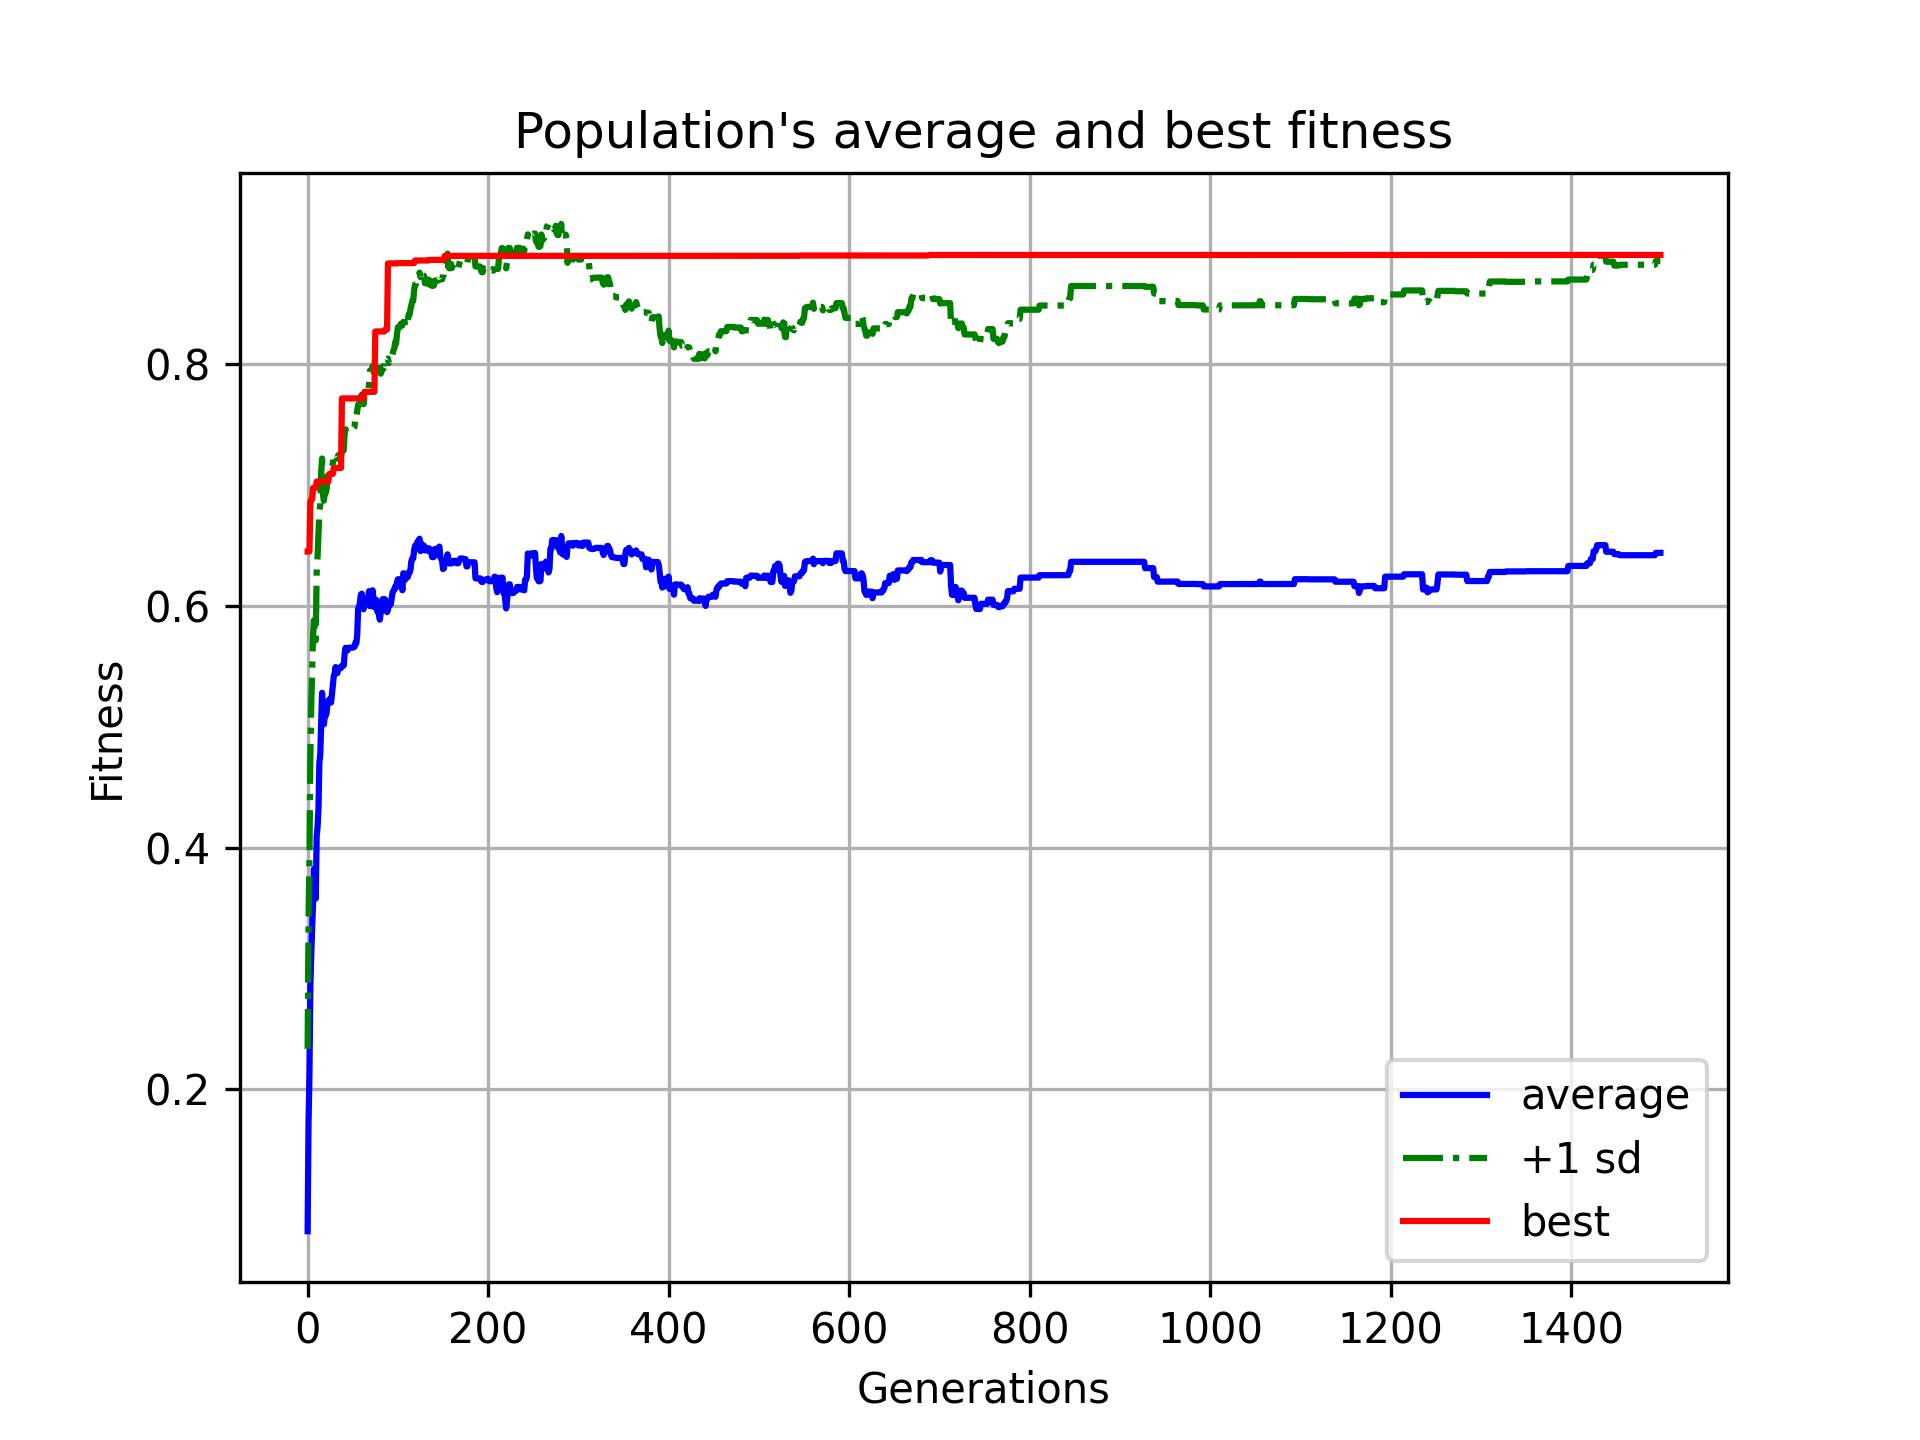 Population's average and best fitness
Fitness
0.8
0.6
0.4
0.2
0 200 400 600 800 1000 1200 1400
Generations
average
+1 sd
best